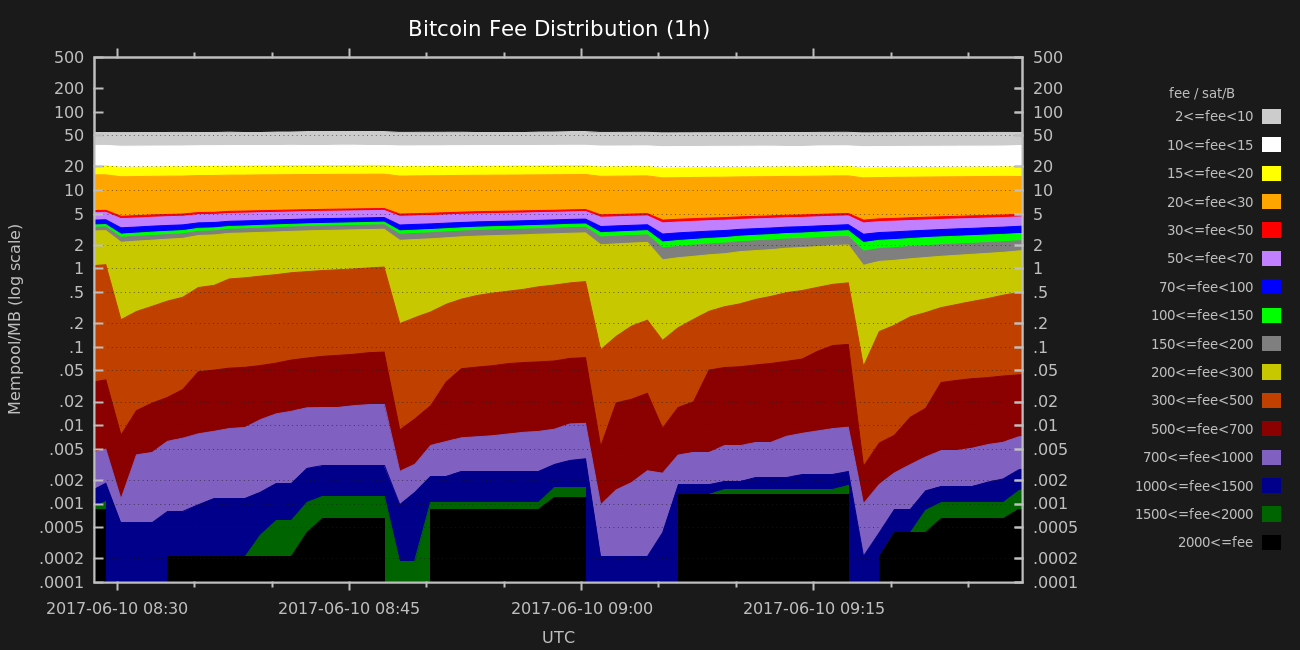 Bitcoin Fee Distribution (1h)
500 500
200 200
100 100
50 50
20 20
10 10
5 5
2 2
1 1
.5 .5
.2 .2
.1 .1
.05 .05
.02 .02
.01 .01
.005 .005
.002 .002
.001 .001
.0005 .0005
.0002 .0002
.0001 .0001
Mempool/MB (log scale)
2017-06-10 08:30 2017-06-10 08:45 2017-06-10 09:00 2017-06-10 09:15
UTC
fee / sat/B
2<=fee<10
10<=fee<15
15<=fee<20
20<=fee<30
30<=fee<50
50<=fee<70
70<=fee<100
100<=fee<150
150<=fee<200
200<=fee<300
300<=fee<500
500<=fee<700
700<=fee<1000
1000<=fee<1500
1500<=fee<2000
2000<=fee